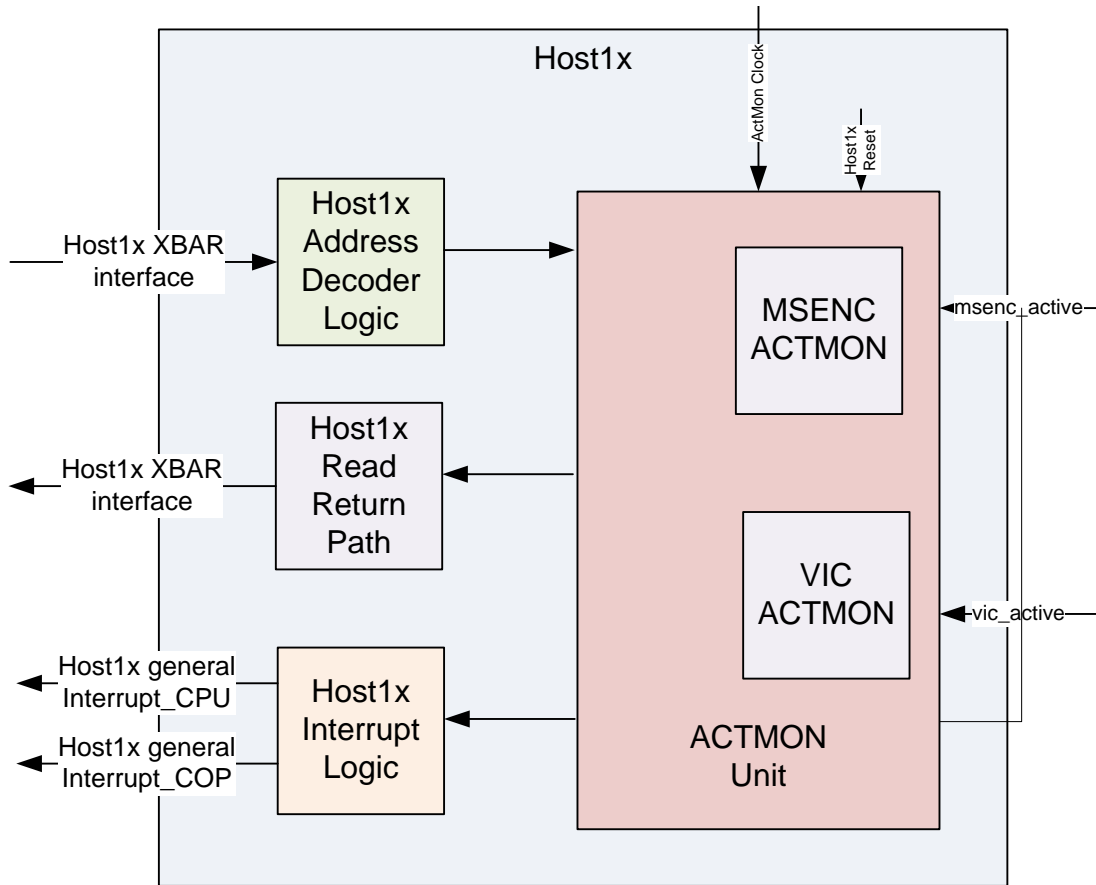 Host1x
ActMon Clock
Host1x
Reset
Host1x
Address
Decoder
Logic
Host1x XBAR
interface
MSENC
ACTMON
msenc_active
Host1x
Read
Return
Path
Host1x XBAR
interface
VIC
ACTMON
vic_active
Host1x general
Interrupt_CPU
Host1x
Interrupt
Logic
Host1x general
Interrupt_COP
ACTMON
Unit